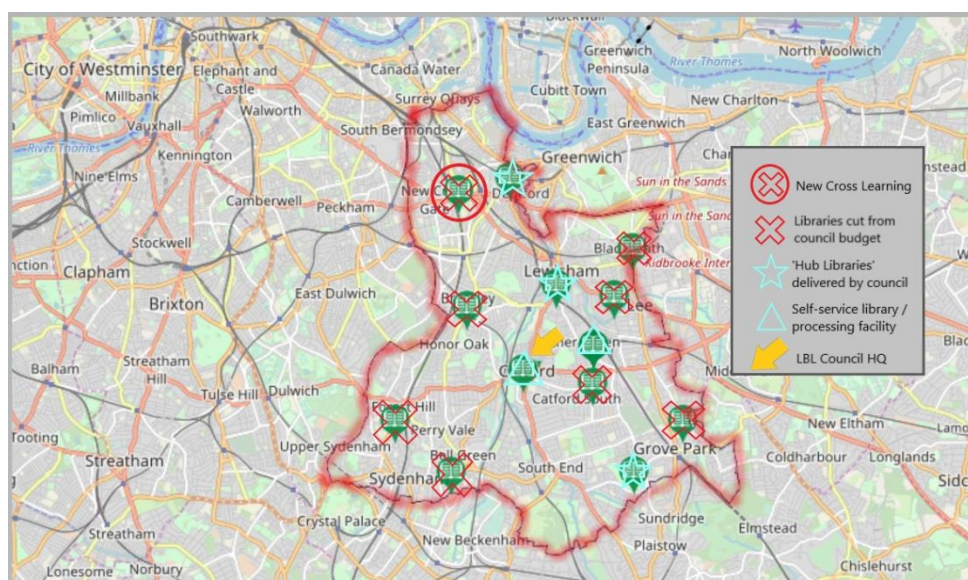 Southwark
Blackwall
City of Westminster
Elephant and
Castle
Canada Water
Greenwich
Peninsula
River Thames
North Woolwich
Millbank
Pimlico
Vauxhall
Walworth
Surrey Quays
Cubitt Town
New Charlton
River Thames
Kennington
South Bermondsey
East Greenwich
Nine Elms
Camberwell
Peckham
New Cross
Gate
Greenwich
Sun in the Sands
Stockwell
Clapham
Brixton
East Dulwich
Lewisham
Lee
Honor Oak
Balham
Streatham
Hill
Tulse Hill
Dulwich
Catford South
Forest Hill
Perry Vale
Tooting
Upper Sydenham
Bell Green
Grove Park
New Eltham
Streatham
Sydenham
South End
Coldharbour
Longlands
Crystal Palace
Sundridge
Elmstead
New Beckenham
Plaistow
Streatham
Lonesome
Norbury
Chislehurst
New Cross Learning
Libraries cut from
council budget
'Hub Libraries'
delivered by council
Self-service library /
processing facility
LBL Council HQ